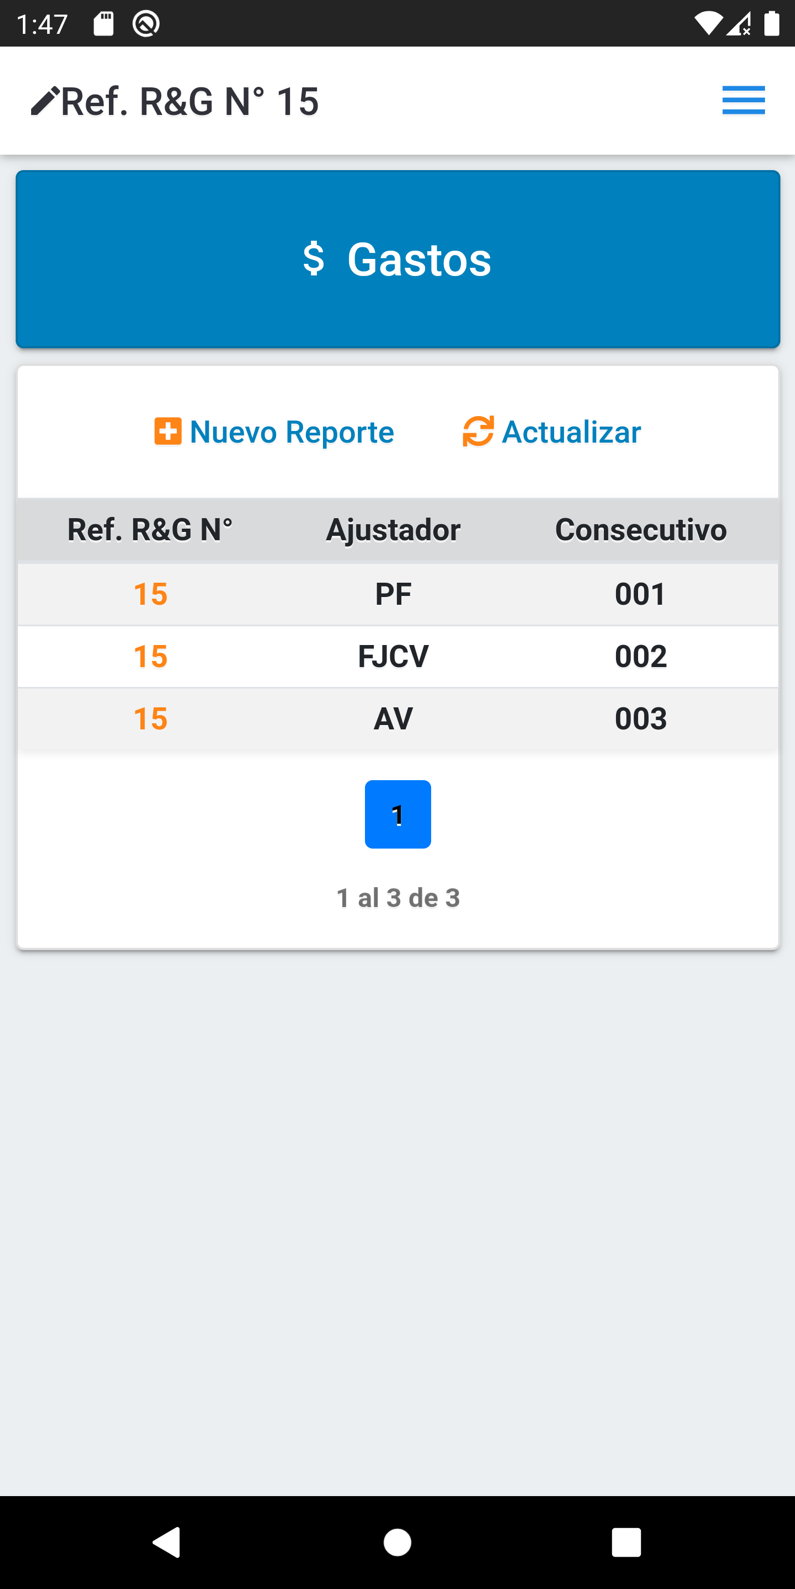 1:47
Ref. R&G N° 15
$ Gastos
Nuevo Reporte Actualizar
Ref. R&G N° Ajustador Consecutivo
15 PF 001
15 FJCV 002
15 AV 003
1
1 al 3 de 3